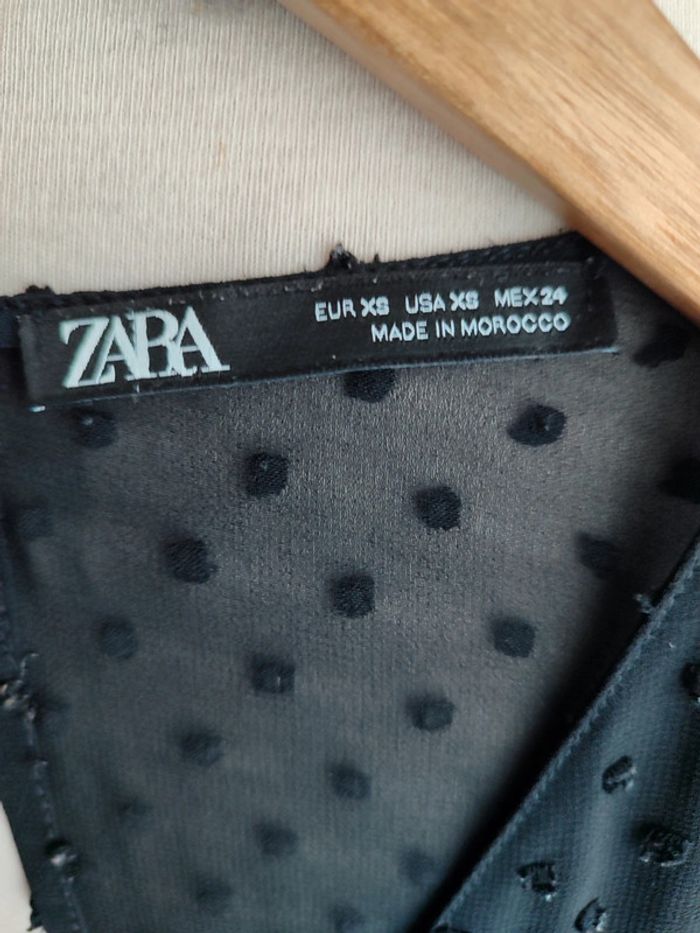 ZARA
EUR XS USA XS MEX 24
MADE IN MOROCCO